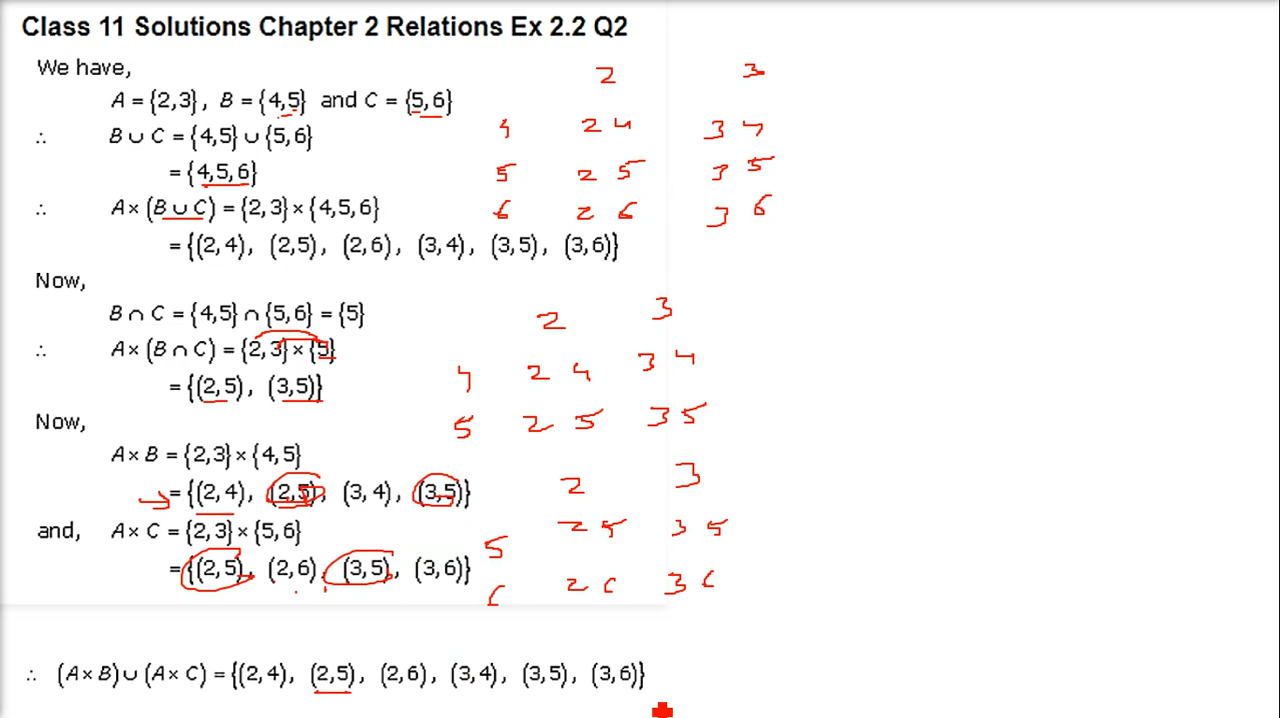 Class 11 Solutions Chapter 2 Relations Ex 2.2 Q2
We have,
A = {2,3} , B = {4,5} and C = {5,6}
∴ B ∪ C = {4,5} ∪ {5,6}
= {4,5,6}
∴ A × (B ∪ C) = {2,3} × {4,5,6}
= {(2,4), (2,5), (2,6), (3,4), (3,5), (3,6)}
Now,
B ∩ C = {4,5} ∩ {5,6} = {5}
∴ A × (B ∩ C) = {2,3} × {5}
= {(2,5), (3,5)}
Now,
A × B = {2,3} × {4,5}
= {(2,4), (2,5), (3,4), (3,5)}
and, A × C = {2,3} × {5,6}
= {(2,5), (2,6), (3,5), (3,6)}
∴ (A × B) ∪ (A × C) = {(2,4), (2,5), (2,6), (3,4), (3,5), (3,6)}
2 3
4 2 4 3 4
5 2 5 3 5
6 2 6 3 6
2 3
4 2 4 3 4
5 2 5 3 5
2 3
5 2 5 3 5
6 2 6 3 6